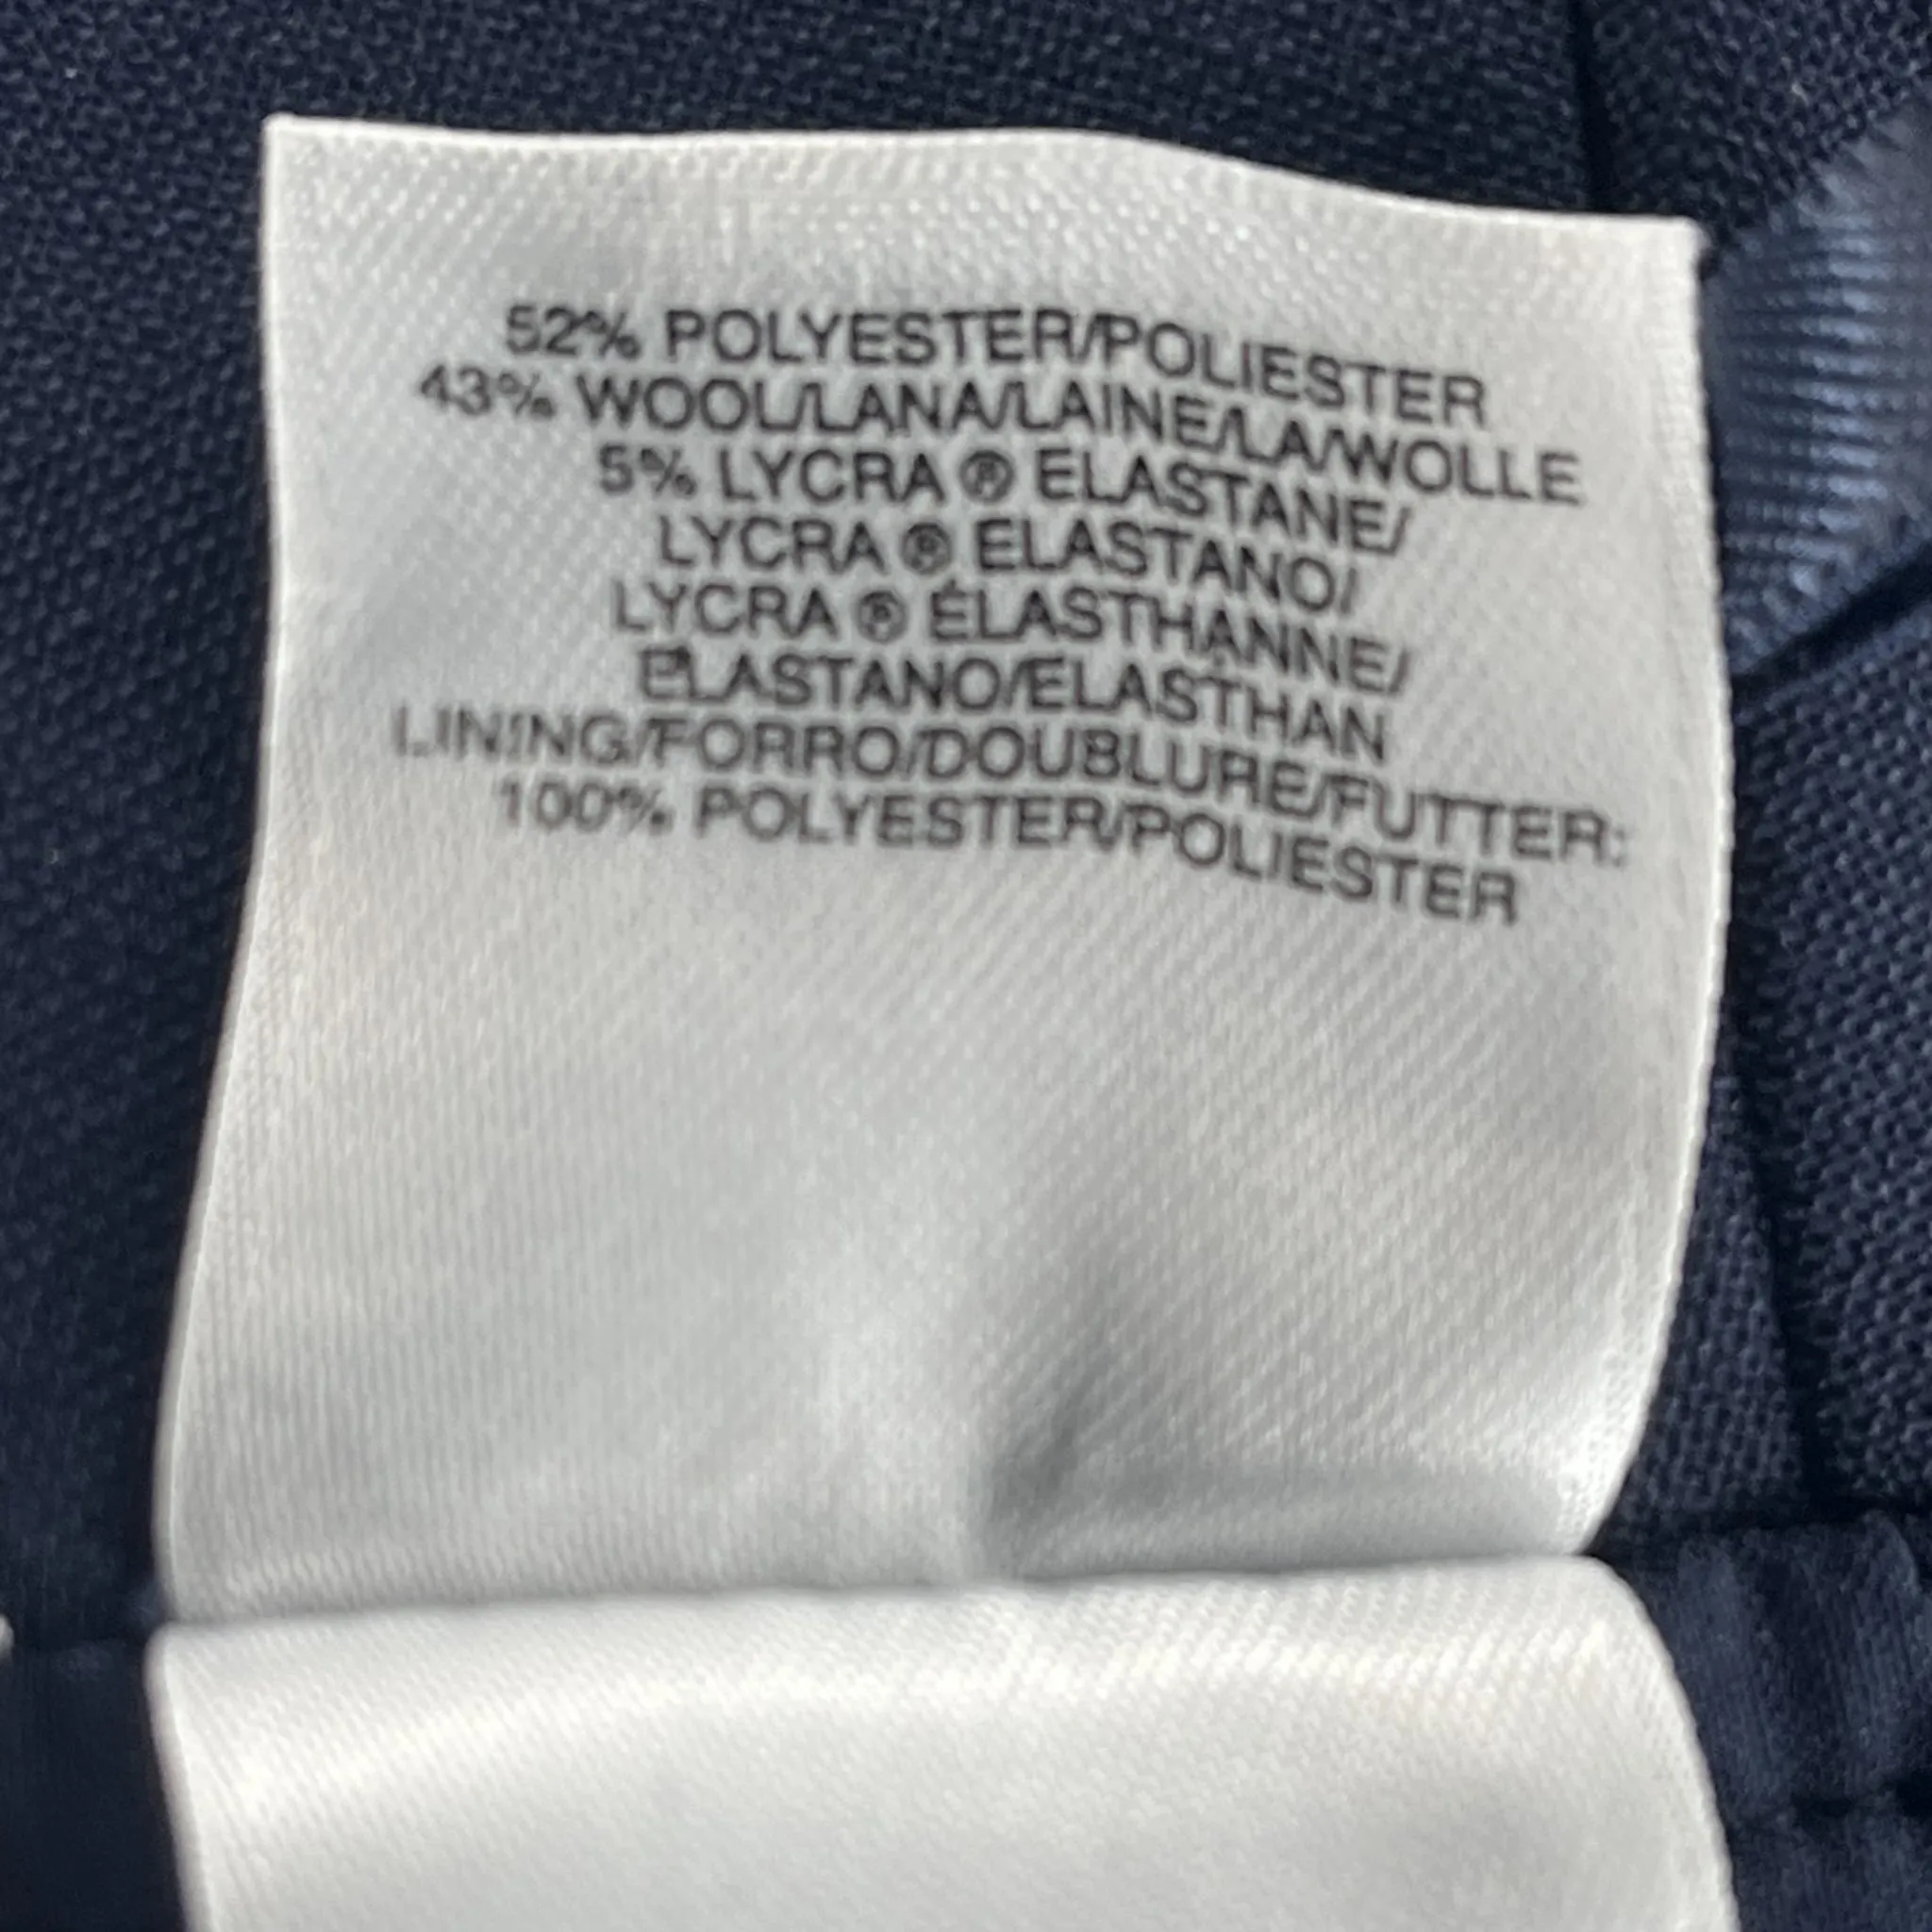 52% POLYESTER/POLIESTER
43% WOOL/LANA/LAINE/LA/WOLLE
5% LYCRA ® ELASTANE/
LYCRA ® ELASTANO/
LYCRA ® ÉLASTHANNE/
ELASTANO/ELASTHAN
LINING/FORRO/DOUBLURE/FUTTER:
100% POLYESTER/POLIESTER